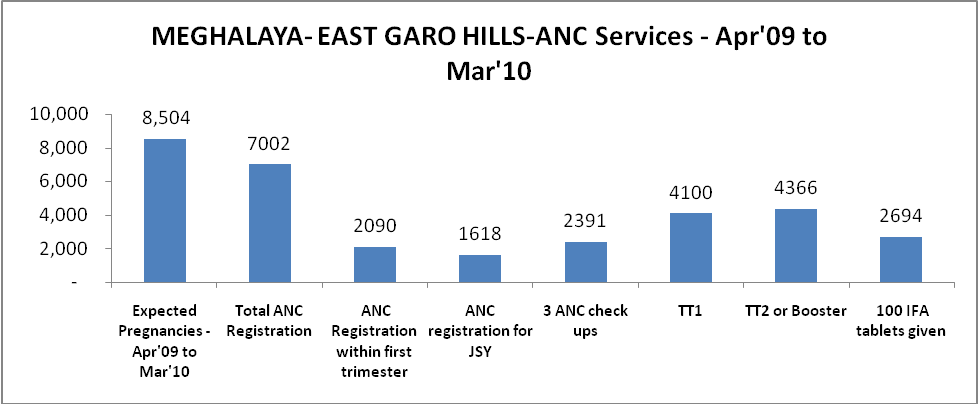 MEGHALAYA- EAST GARO HILLS-ANC Services - Apr'09 to
Mar'10
10,000
8,000
6,000
4,000
2,000
-
8,504
7002
2090
1618
2391
4100
4366
2694
Expected
Pregnancies -
Apr'09 to
Mar'10
Total ANC
Registration
ANC
Registration
within first
trimester
ANC
registration for
JSY
3 ANC check
ups
TT1
TT2 or Booster
100 IFA
tablets given